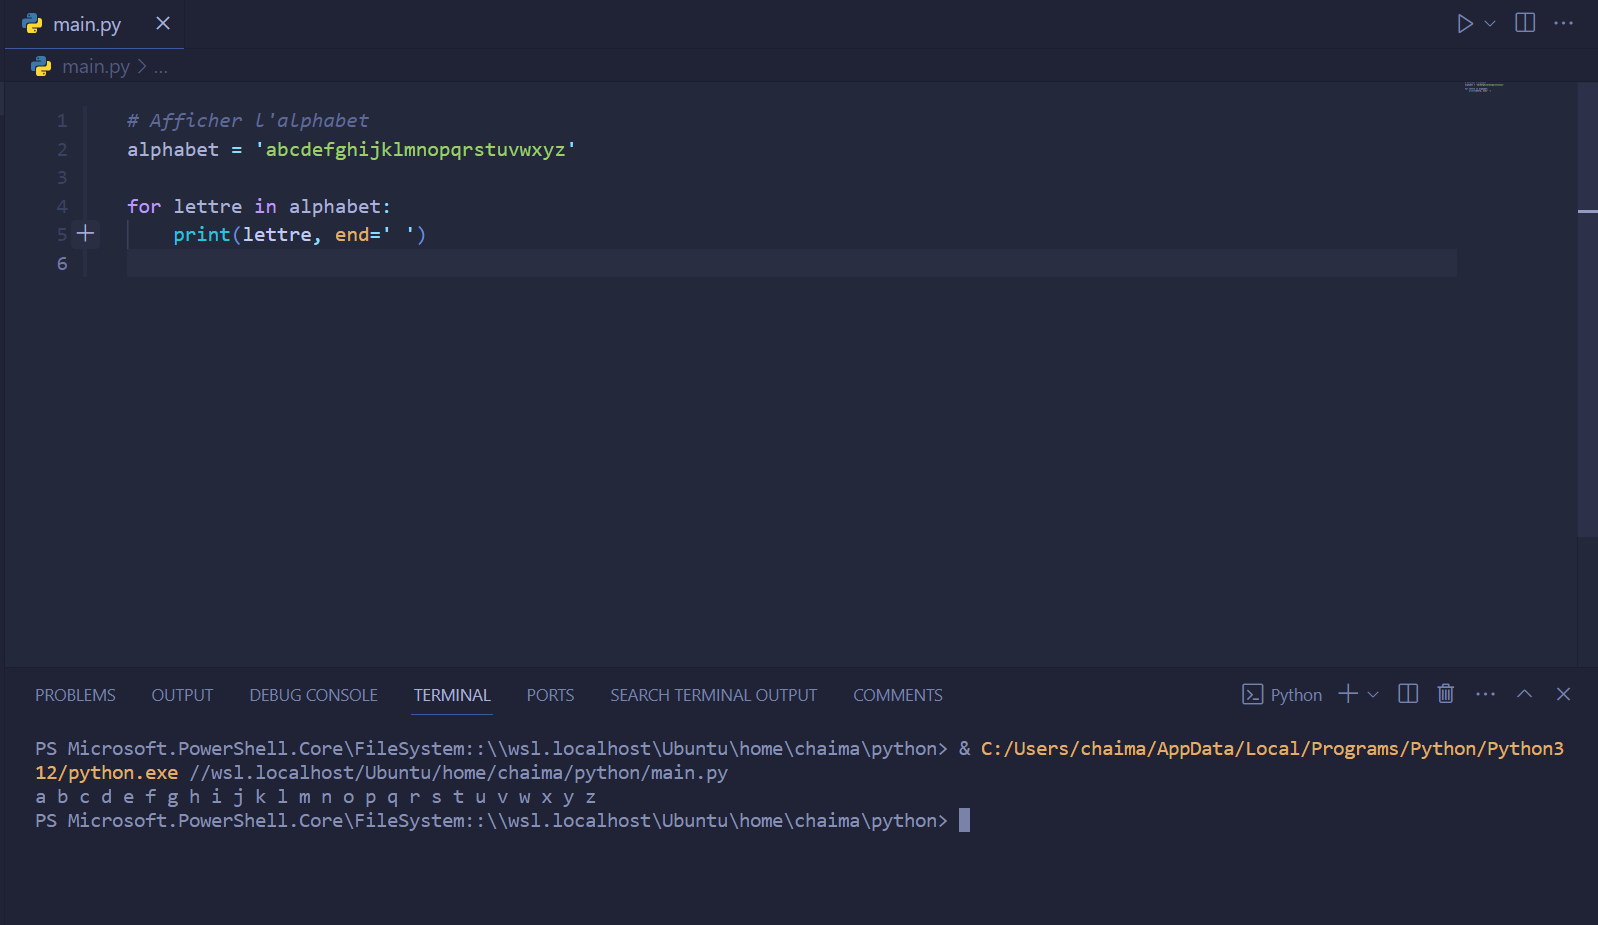 main.py
main.py > ...
1 # Afficher l'alphabet
2 alphabet = 'abcdefghijklmnopqrstuvwxyz'
3
4 for lettre in alphabet:
5 print(lettre, end=' ')
6
PROBLEMS OUTPUT DEBUG CONSOLE TERMINAL PORTS SEARCH TERMINAL OUTPUT COMMENTS Python
PS Microsoft.PowerShell.Core\FileSystem::\\wsl.localhost\Ubuntu\home\chaima\python> & C:/Users/chaima/AppData/Local/Programs/Python/Python3
12/python.exe //wsl.localhost/Ubuntu/home/chaima/python/main.py
a b c d e f g h i j k l m n o p q r s t u v w x y z
PS Microsoft.PowerShell.Core\FileSystem::\\wsl.localhost\Ubuntu\home\chaima\python>